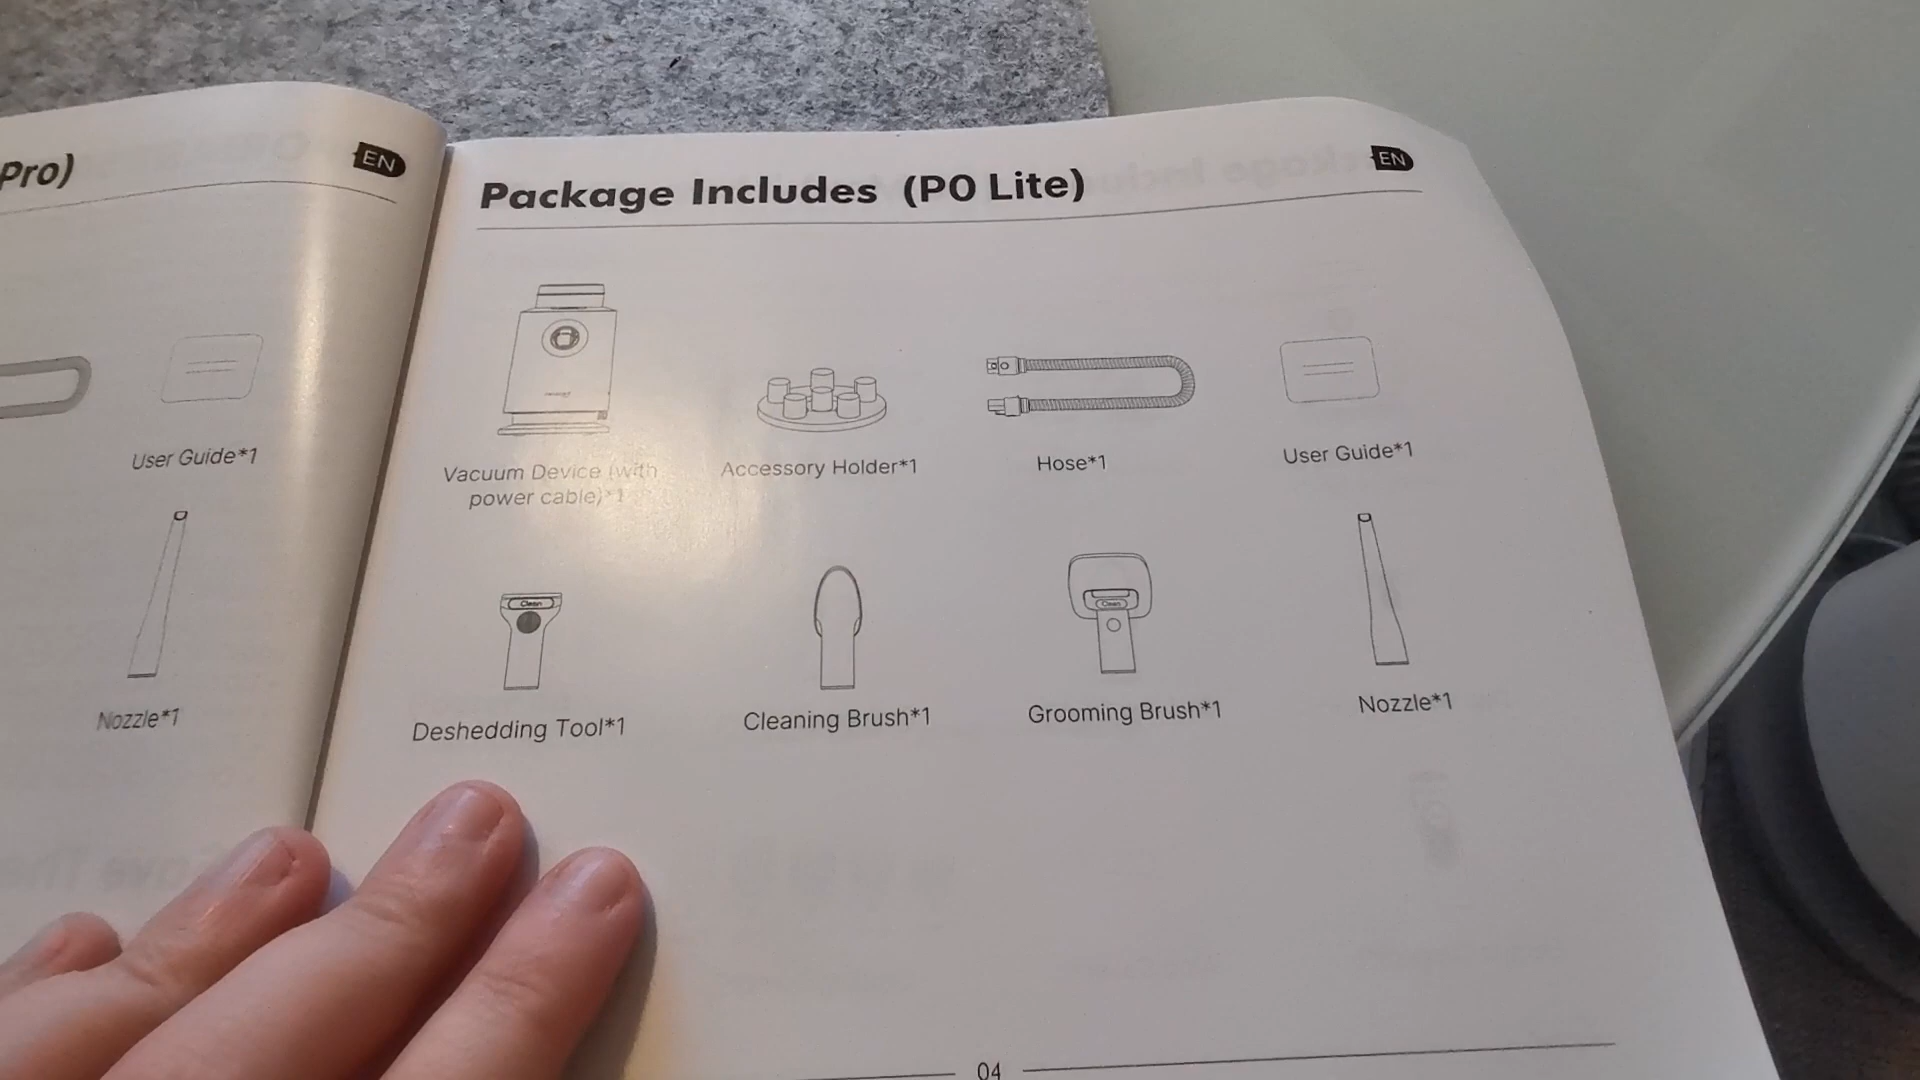 Pro)
EN
User Guide*1
Nozzle*1
Package Includes (P0 Lite)
EN
Vacuum Device (with
power cable)*1
Accessory Holder*1
Hose*1
User Guide*1
Clean
Deshedding Tool*1
Cleaning Brush*1
Clean
Grooming Brush*1
Nozzle*1
04